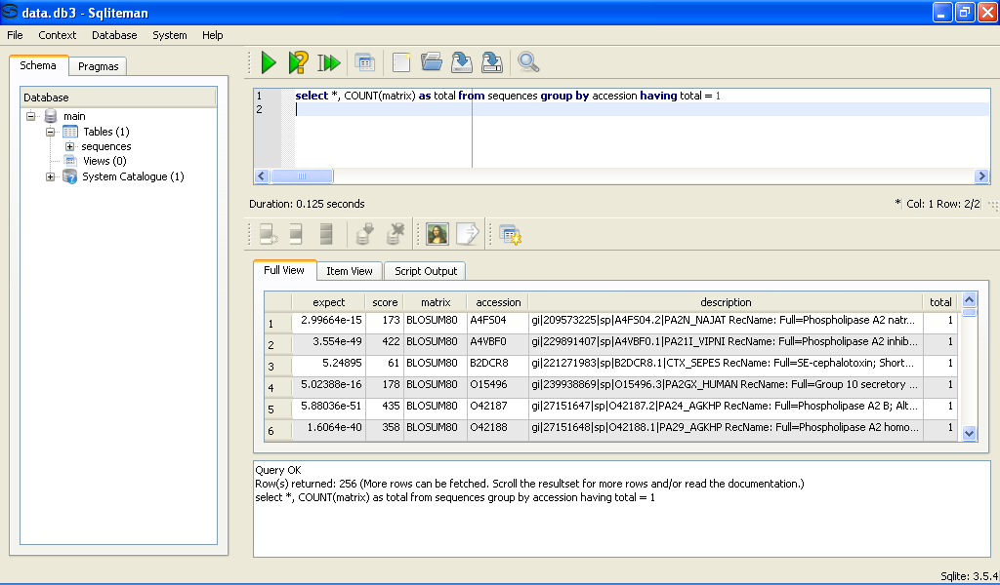 data.db3 - Sqliteman
File Context Database System Help
Schema Pragmas
Database
main
Tables (1)
sequences
Views (0)
System Catalogue (1)
1 select *, COUNT(matrix) as total from sequences group by accession having total = 1
2
Duration: 0.125 seconds
* Col: 1 Row: 2/2
Full View Item View Script Output
expect score matrix accession description total
1 2.99664e-15 173 BLOSUM80 A4FS04 gi|209573225|sp|A4FS04.2|PA2N_NAJAT RecName: Full=Phospholipase A2 natr... 1
2 3.554e-49 422 BLOSUM80 A4VBF0 gi|229891407|sp|A4VBF0.1|PA21I_VIPNI RecName: Full=Phospholipase A2 inhib... 1
3 5.24895 61 BLOSUM80 B2DCR8 gi|221271983|sp|B2DCR8.1|CTX_SEPES RecName: Full=SE-cephalotoxin; Short... 1
4 5.02388e-16 178 BLOSUM80 O15496 gi|239938869|sp|O15496.3|PA2GX_HUMAN RecName: Full=Group 10 secretory ... 1
5 5.88036e-51 435 BLOSUM80 O42187 gi|27151647|sp|O42187.2|PA24_AGKHP RecName: Full=Phospholipase A2 B; Alt... 1
6 1.6064e-40 358 BLOSUM80 O42188 gi|27151648|sp|O42188.1|PA29_AGKHP RecName: Full=Phospholipase A2 homo... 1
Query OK
Row(s) returned: 256 (More rows can be fetched. Scroll the resultset for more rows and/or read the documentation.)
select *, COUNT(matrix) as total from sequences group by accession having total = 1
Sqlite: 3.5.4